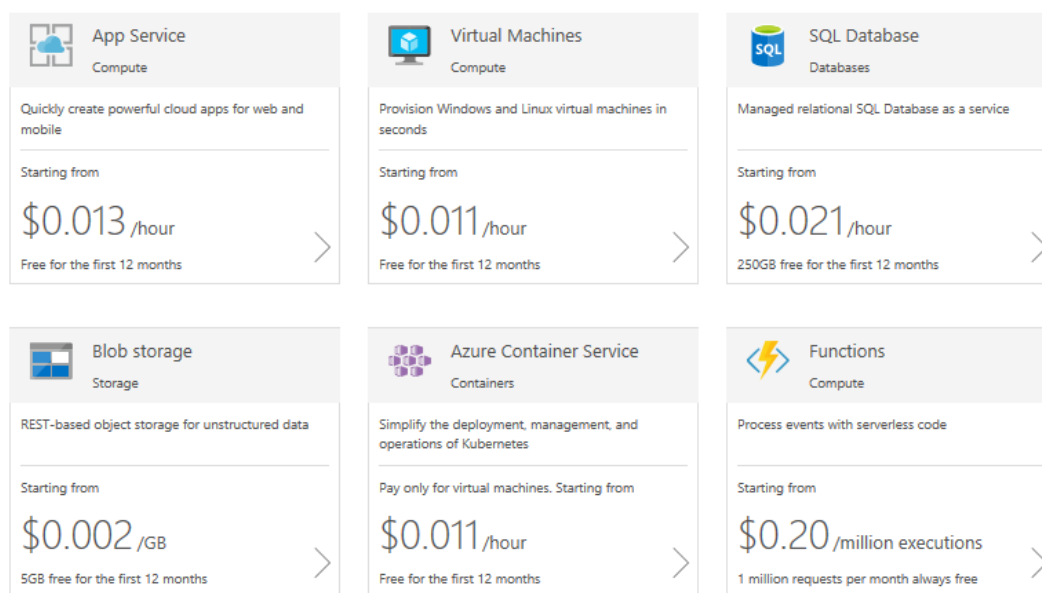 App Service
Compute
Quickly create powerful cloud apps for web and
mobile
Starting from
$0.013 /hour
Free for the first 12 months
Virtual Machines
Compute
Provision Windows and Linux virtual machines in
seconds
Starting from
$0.011 /hour
Free for the first 12 months
SQL
SQL Database
Databases
Managed relational SQL Database as a service
Starting from
$0.021 /hour
250GB free for the first 12 months
Blob storage
Storage
REST-based object storage for unstructured data
Starting from
$0.002 /GB
5GB free for the first 12 months
Azure Container Service
Containers
Simplify the deployment, management, and
operations of Kubernetes
Pay only for virtual machines. Starting from
$0.011 /hour
Free for the first 12 months
Functions
Compute
Process events with serverless code
Starting from
$0.20 /million executions
1 million requests per month always free